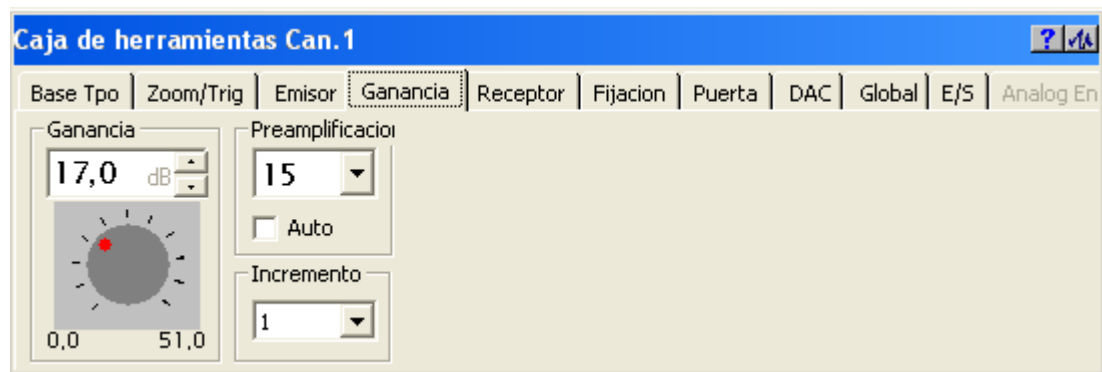 Caja de herramientas Can.1
Base Tpo Zoom/Trig Emisor Ganancia Receptor Fijacion Puerta DAC Global E/S Analog En
Ganancia
17,0 dB
0,0 51,0
Preamplificacion
15
Auto
Incremento
1